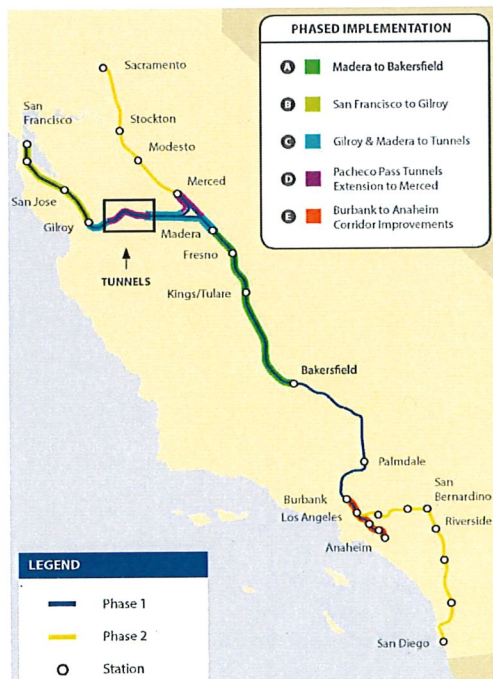 PHASED IMPLEMENTATION
A Madera to Bakersfield
B San Francisco to Gilroy
C Gilroy & Madera to Tunnels
D Pacheco Pass Tunnels
Extension to Merced
E Burbank to Anaheim
Corridor Improvements
Sacramento
Stockton
San
Francisco
Modesto
Merced
San Jose
Gilroy
Madera
Fresno
TUNNELS
Kings/Tulare
Bakersfield
Palmdale
Burbank
San
Bernardino
Los Angeles
Riverside
Anaheim
San Diego
LEGEND
Phase 1
Phase 2
Station